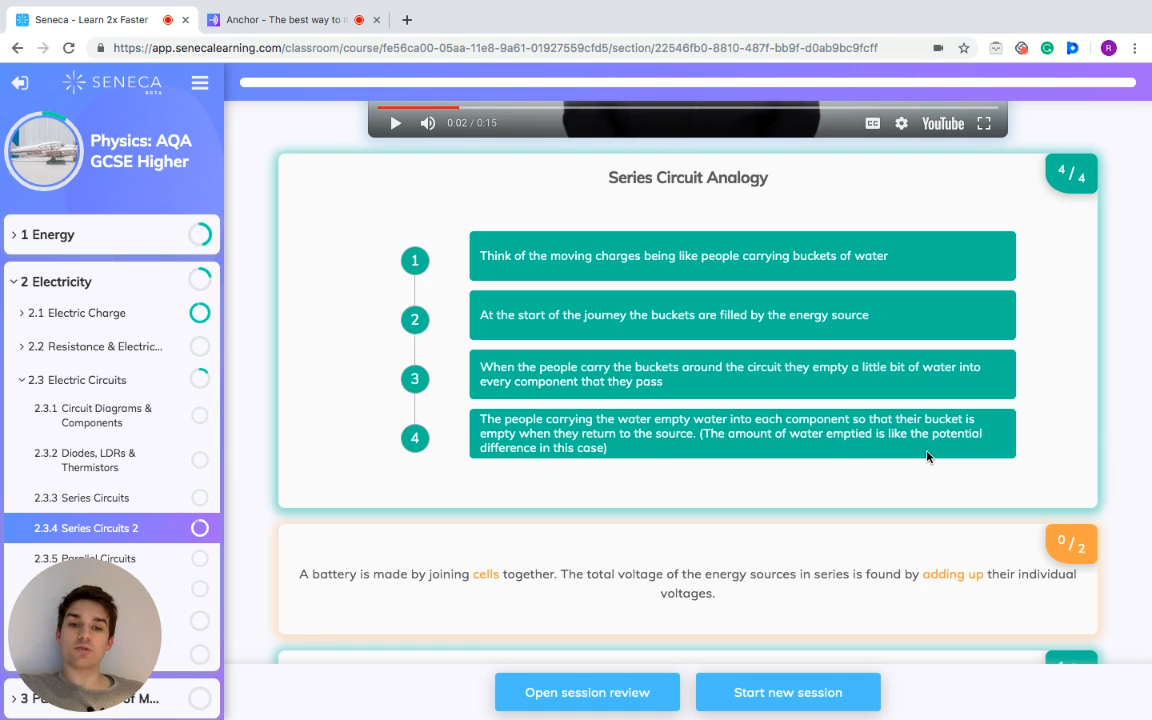 Seneca - Learn 2x Faster
Anchor - The best way to
https://app.senecalearning.com/classroom/course/fe56ca00-05aa-11e8-9a61-01927559cfd5/section/22546fb0-8810-487f-bb9f-d0ab9bc9fcff
R
SENECA
BETA
Physics: AQA
GCSE Higher
1 Energy
2 Electricity
2.1 Electric Charge
2.2 Resistance & Electric...
2.3 Electric Circuits
2.3.1 Circuit Diagrams &
Components
2.3.2 Diodes, LDRs &
Thermistors
2.3.3 Series Circuits
2.3.4 Series Circuits 2
2.3.5 Parallel Circuits
3 of M...
0:02 / 0:15
CC
YouTube
Series Circuit Analogy
4 / 4
1
Think of the moving charges being like people carrying buckets of water
2
At the start of the journey the buckets are filled by the energy source
3
When the people carry the buckets around the circuit they empty a little bit of water into
every component that they pass
4
The people carrying the water empty water into each component so that their bucket is
empty when they return to the source. (The amount of water emptied is like the potential
difference in this case)
0 / 2
A battery is made by joining cells together. The total voltage of the energy sources in series is found by adding up their individual
voltages.
Open session review
Start new session